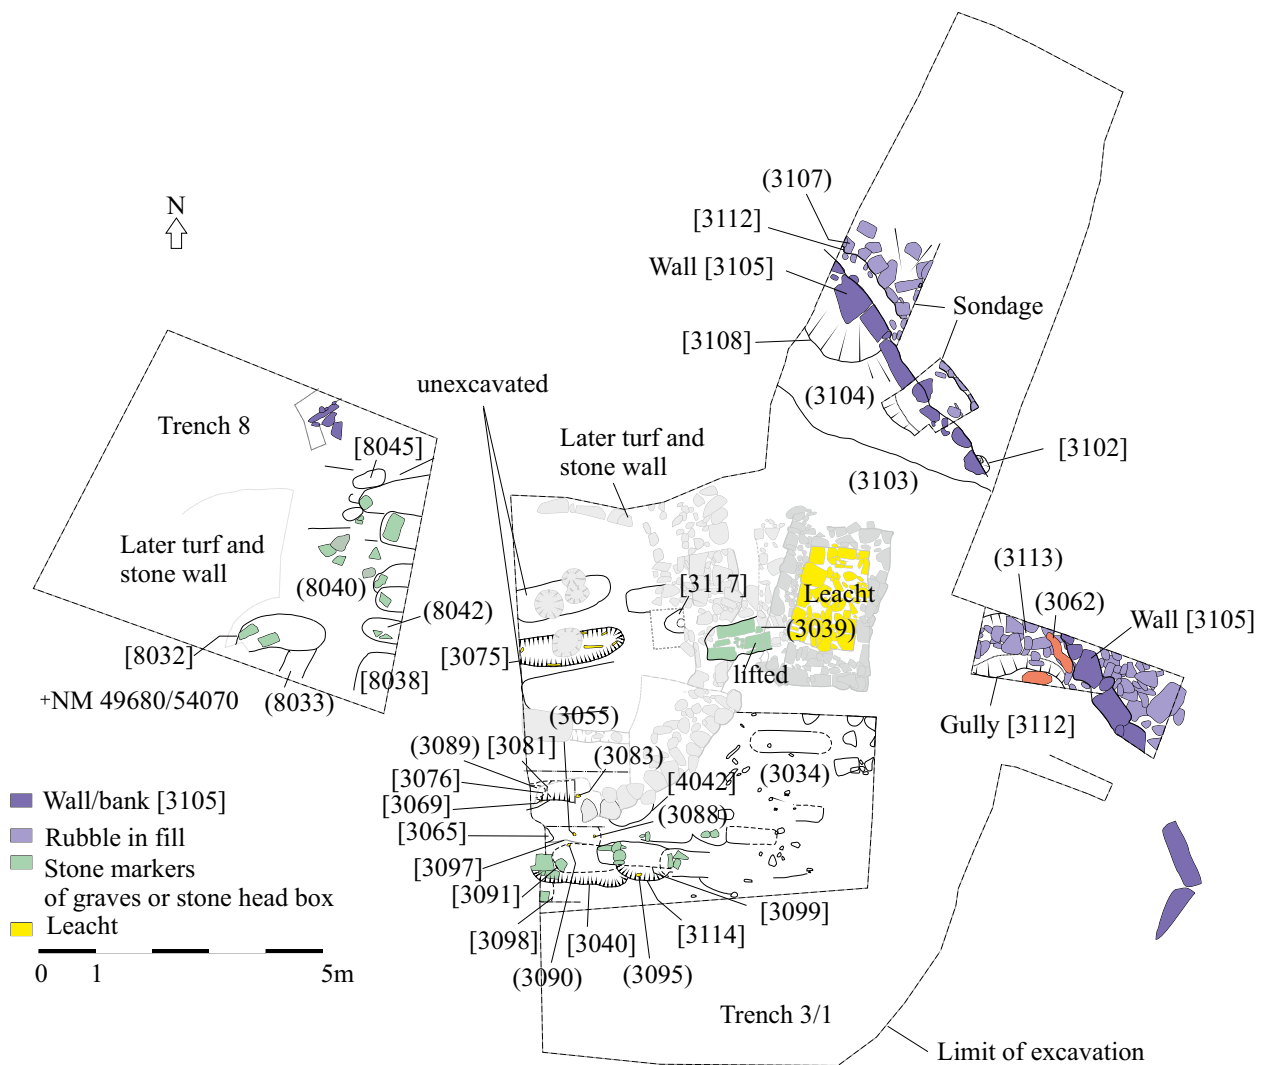 (3107)
N
[3112]
Wall [3105]
Sondage
[3108]
unexcavated
(3104)
Trench 8
Later turf and
stone wall
[8045]
[3102]
(3103)
Later turf and
stone wall
(3113)
[3117]
Leacht
(8040)
(3062)
(8042)
Wall [3105]
(3039)
[8032]
[3075]
lifted
[8038]
+NM 49680/54070
(8033)
(3055)
Gully [3112]
(3089)
[3081]
(3083)
[3076]
[4042]
(3034)
[3069]
Wall/bank [3105]
(3088)
[3065]
Rubble in fill
Stone markers
of graves or stone head box
[3097]
[3091]
Leacht
[3099]
[3098]
[3040]
[3114]
(3090)
(3095)
0
1
5m
Trench 3/1
Limit of excavation